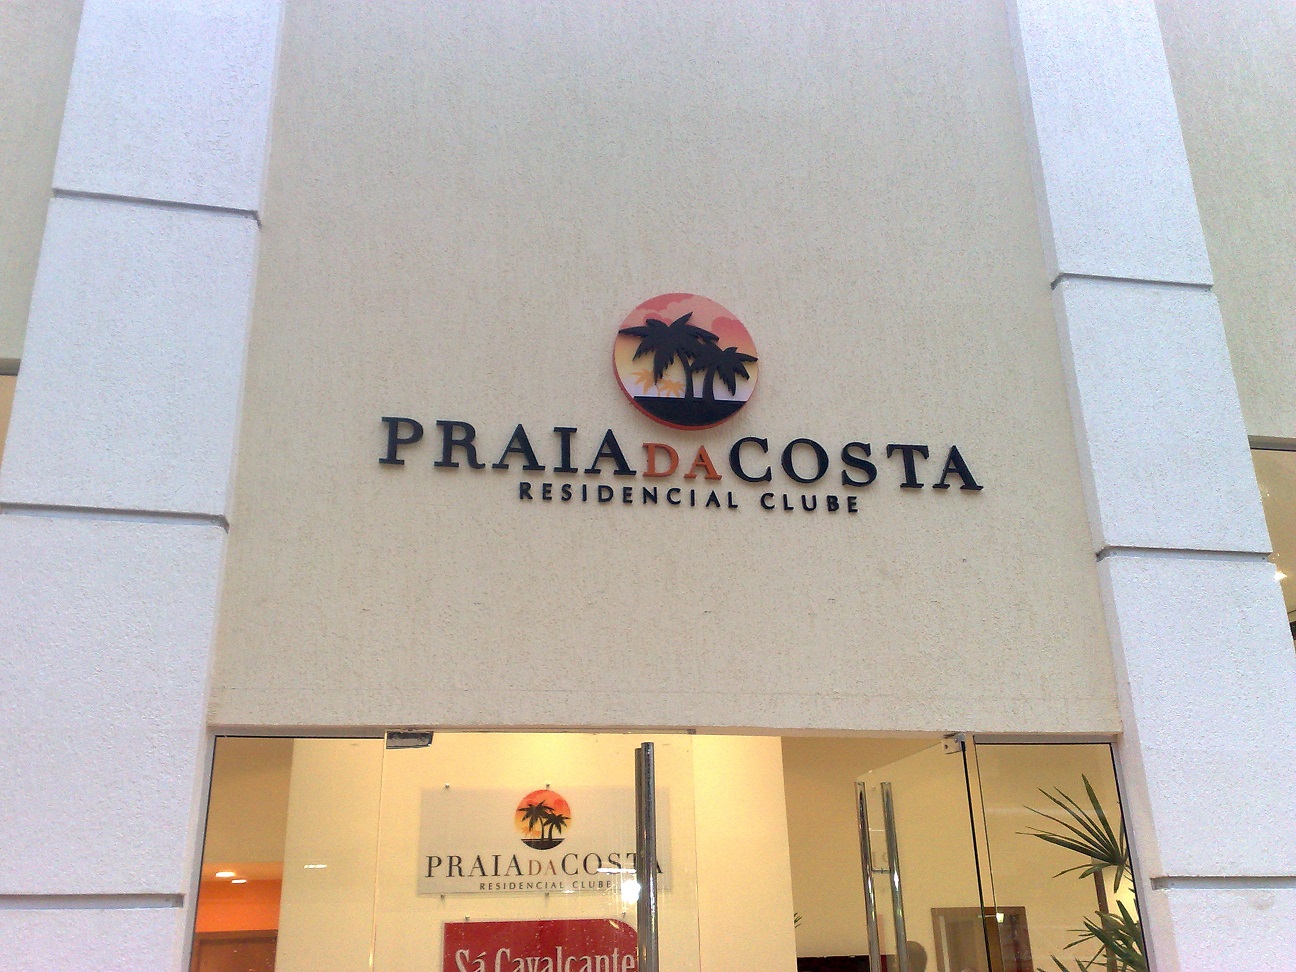 PRAIADACOSTA
RESIDENCIAL CLUBE
PRAIADACOSTA
RESIDENCIAL CLUBE
Sá Cavalcante